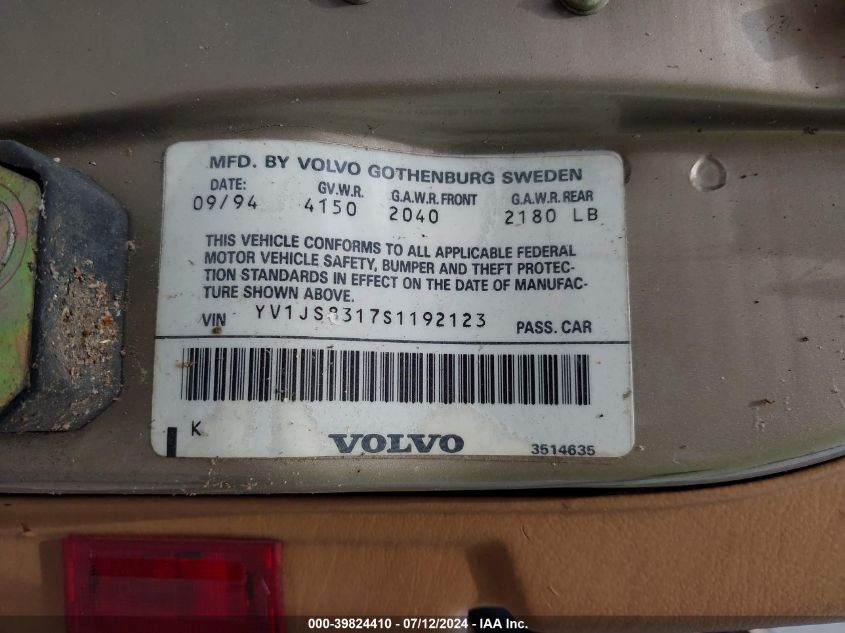 MFD. BY VOLVO GOTHENBURG SWEDEN
DATE: GV.W.R. G.A.W.R. FRONT G.A.W.R. REAR
09/94 4150 2040 2180 LB
THIS VEHICLE CONFORMS TO ALL APPLICABLE FEDERAL
MOTOR VEHICLE SAFETY, BUMPER AND THEFT PROTEC-
TION STANDARDS IN EFFECT ON THE DATE OF MANUFAC-
TURE SHOWN ABOVE.
VIN YV1JS8317S1192123 PASS. CAR
K
VOLVO
3514635
000-39824410 - 07/12/2024 - IAA Inc.